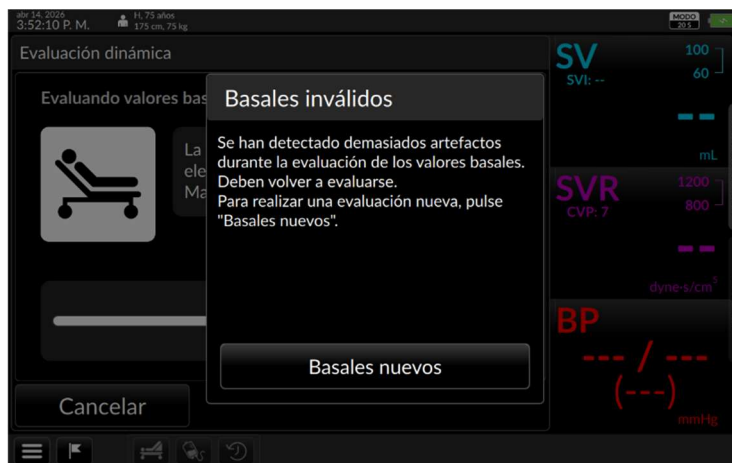 abr 14, 2026
3:52:10 P. M.
H, 75 años
175 cm, 75 kg
MODO
20 S
Evaluación dinámica
Evaluando valores bas
La
ele
Ma
Basales inválidos
Se han detectado demasiados artefactos
durante la evaluación de los valores basales.
Deben volver a evaluarse.
Para realizar una evaluación nueva, pulse
"Basales nuevos".
Basales nuevos
Cancelar
SV
SVI: --
100
60
--
mL
SVR
CVP: 7
1200
800
--
dyne-s/cm⁵
BP
--- / ---
(---)
mmHg